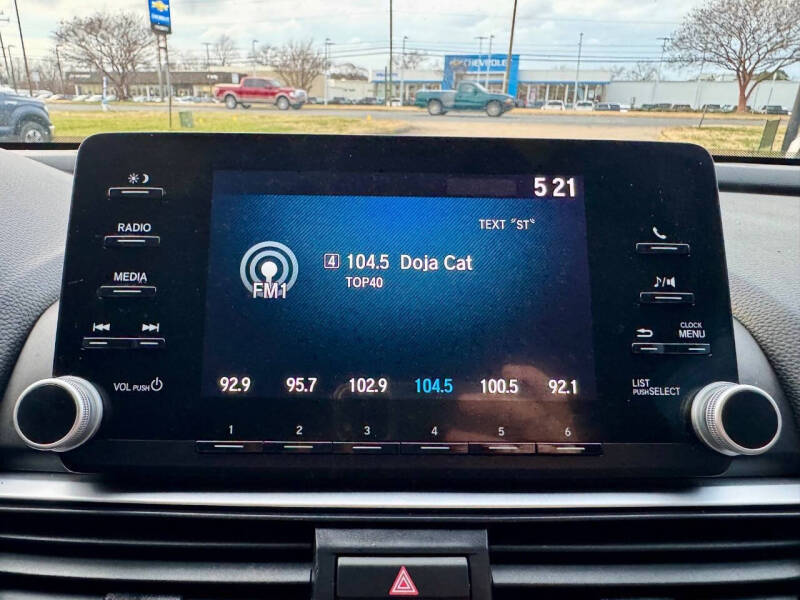 CHEVROLET
5 21
RADIO
TEXT "ST"
4 104.5 Doja Cat
TOP40
FM1
MEDIA
CLOCK
MENU
VOL PUSH
92.9 95.7 102.9 104.5 100.5 92.1
LIST
PUSH SELECT
1 2 3 4 5 6